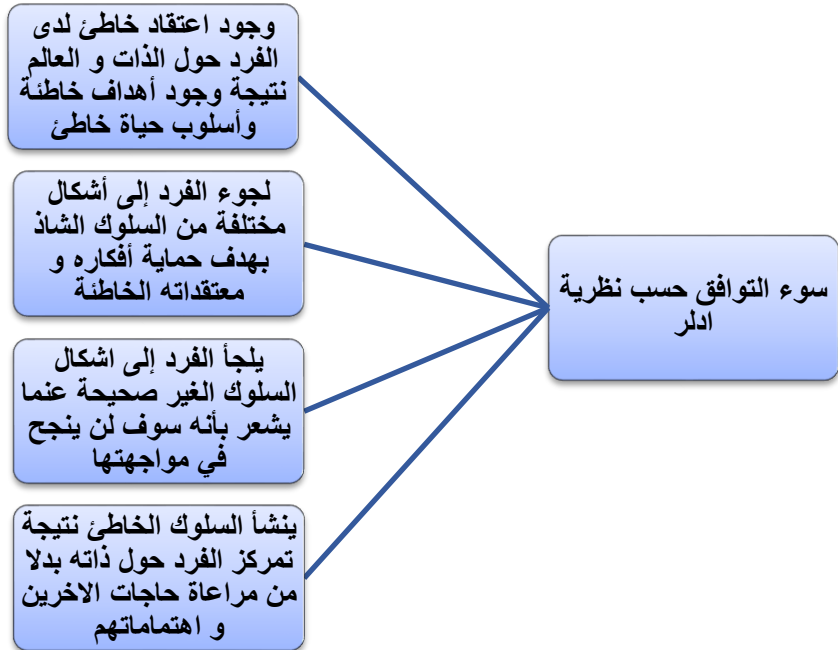 سوء التوافق حسب نظرية
ادلر
وجود اعتقاد خاطئ لدى
الفرد حول الذات و العالم
نتيجة وجود أهداف خاطئة
وأسلوب حياة خاطئ
لجوء الفرد إلى أشكال
مختلفة من السلوك الشاذ
بهدف حماية أفكاره و
معتقداته الخاطئة
يلجأ الفرد إلى اشكال
السلوك الغير صحيحة عنما
يشعر بأنه سوف لن ينجح
في مواجهتها
ينشأ السلوك الخاطئ نتيجة
تمركز الفرد حول ذاته بدلا
من مراعاة حاجات الاخرين
و اهتماماتهم